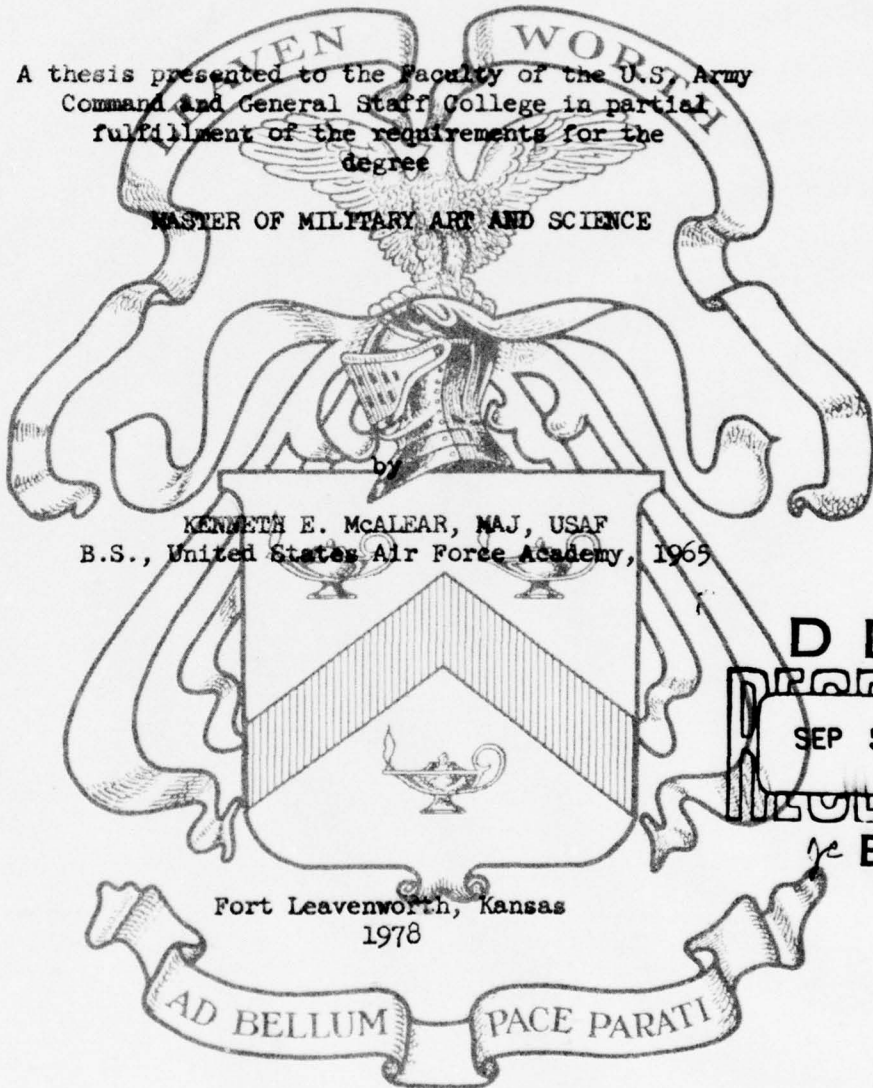 LEAVEN WORTH
A thesis presented to the Faculty of the U.S. Army
Command and General Staff College in partial
fulfillment of the requirements for the
degree
MASTER OF MILITARY ART AND SCIENCE
by
KENNETH E. McALEAR, MAJ, USAF
B.S., United States Air Force Academy, 1965
D
SEP
Fort Leavenworth, Kansas
1978
AD BELLUM PACE PARATI